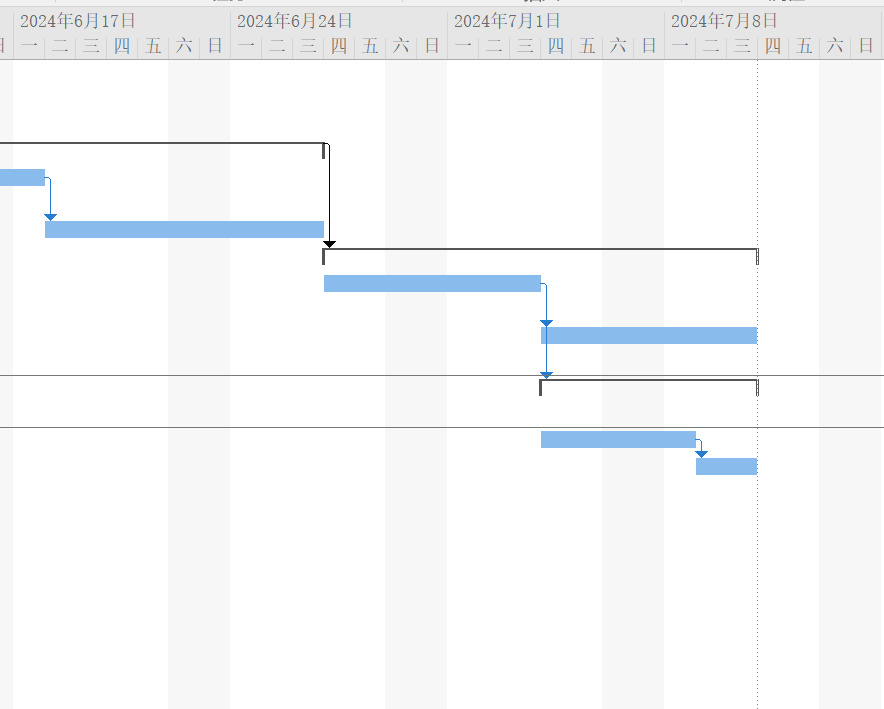 2024年6月17日 2024年6月24日 2024年7月1日 2024年7月8日
日 一 二 三 四 五 六 日 一 二 三 四 五 六 日 一 二 三 四 五 六 日 一 二 三 四 五 六 日